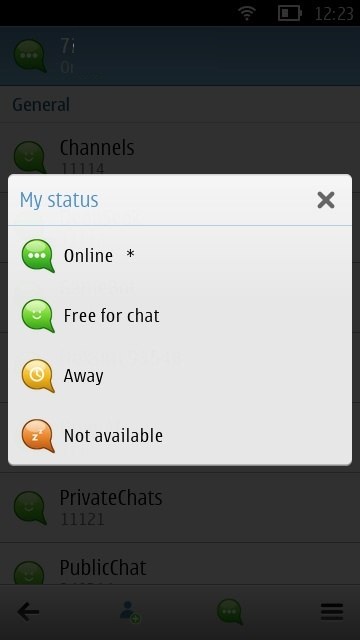 12:23
General
Channels
11114
My status
Online *
Free for chat
Away
Not available
PrivateChats
11121
PublicChat